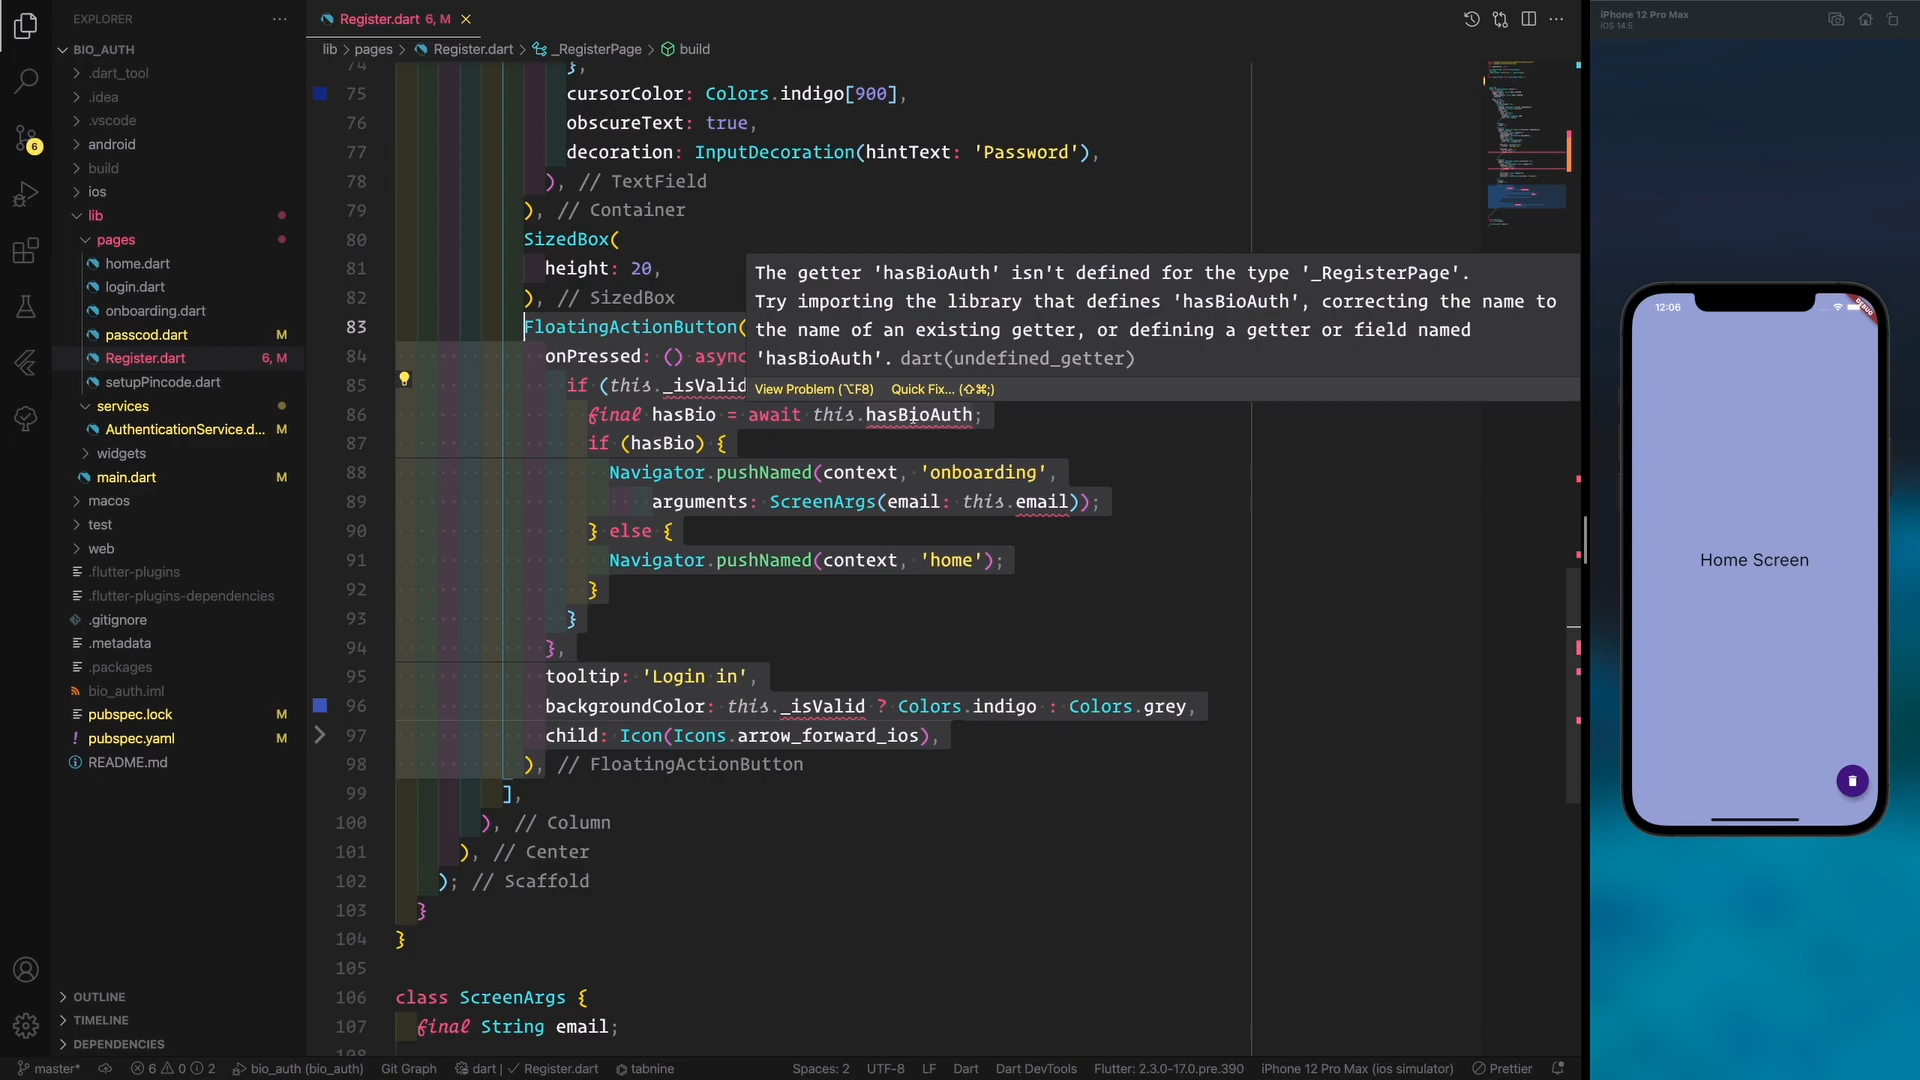 EXPLORER
BIO_AUTH
.dart_tool
.idea
.vscode
android
build
ios
lib
pages
home.dart
login.dart
onboarding.dart
passcod.dart M
Register.dart 6, M
setupPincode.dart
services
AuthenticationService.d... M
widgets
main.dart M
macos
test
web
.flutter-plugins
.flutter-plugins-dependencies
.gitignore
.metadata
.packages
bio_auth.iml
pubspec.lock M
pubspec.yaml M
README.md
OUTLINE
TIMELINE
DEPENDENCIES
6
Register.dart 6, M
lib > pages > Register.dart > _RegisterPage > build
74 },
75 cursorColor: Colors.indigo[900],
76 obscureText: true,
77 decoration: InputDecoration(hintText: 'Password'),
78 ), // TextField
79 ), // Container
80 SizedBox(
81 height: 20,
82 ), // SizedBox
83 FloatingActionButton(
84 onPressed: () async
85 if (this._isValid
86 final hasBio = await this.hasBioAuth;
87 if (hasBio) {
88 Navigator.pushNamed(context, 'onboarding',
89 arguments: ScreenArgs(email: this.email));
90 } else {
91 Navigator.pushNamed(context, 'home');
92 }
93 }
94 },
95 tooltip: 'Login in',
96 backgroundColor: this._isValid ? Colors.indigo : Colors.grey,
97 child: Icon(Icons.arrow_forward_ios),
98 ), // FloatingActionButton
99 ],
100 ), // Column
101 ), // Center
102 ); // Scaffold
103 }
104 }
105
106 class ScreenArgs {
107 final String email;
The getter 'hasBioAuth' isn't defined for the type '_RegisterPage'.
Try importing the library that defines 'hasBioAuth', correcting the name to
the name of an existing getter, or defining a getter or field named
'hasBioAuth'. dart(undefined_getter)
View Problem (⌥F8) Quick Fix... (⇧⌘;)
iPhone 12 Pro Max
iOS 14.5
12:06
DEBUG
Home Screen
master* 6 0 2 bio_auth (bio_auth) Git Graph dart | ✓ Register.dart tabnine Spaces: 2 UTF-8 LF Dart Dart DevTools Flutter: 2.3.0-17.0.pre.390 iPhone 12 Pro Max (ios simulator) Prettier